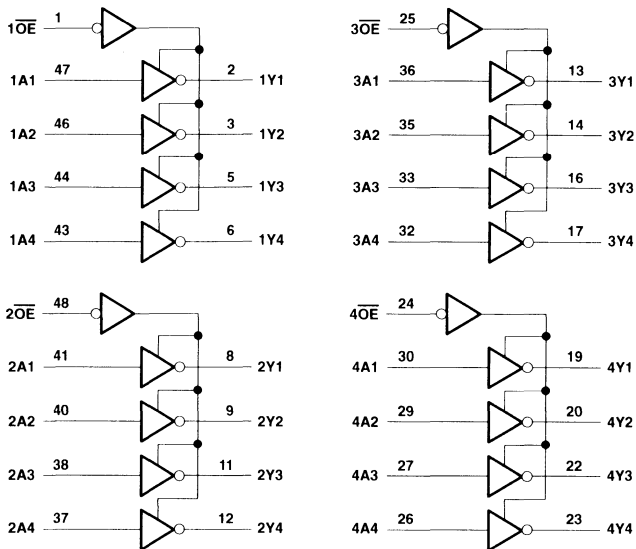 1OE 1
1A1 47 2 1Y1
1A2 46 3 1Y2
1A3 44 5 1Y3
1A4 43 6 1Y4
3OE 25
3A1 36 13 3Y1
3A2 35 14 3Y2
3A3 33 16 3Y3
3A4 32 17 3Y4
2OE 48
2A1 41 8 2Y1
2A2 40 9 2Y2
2A3 38 11 2Y3
2A4 37 12 2Y4
4OE 24
4A1 30 19 4Y1
4A2 29 20 4Y2
4A3 27 22 4Y3
4A4 26 23 4Y4